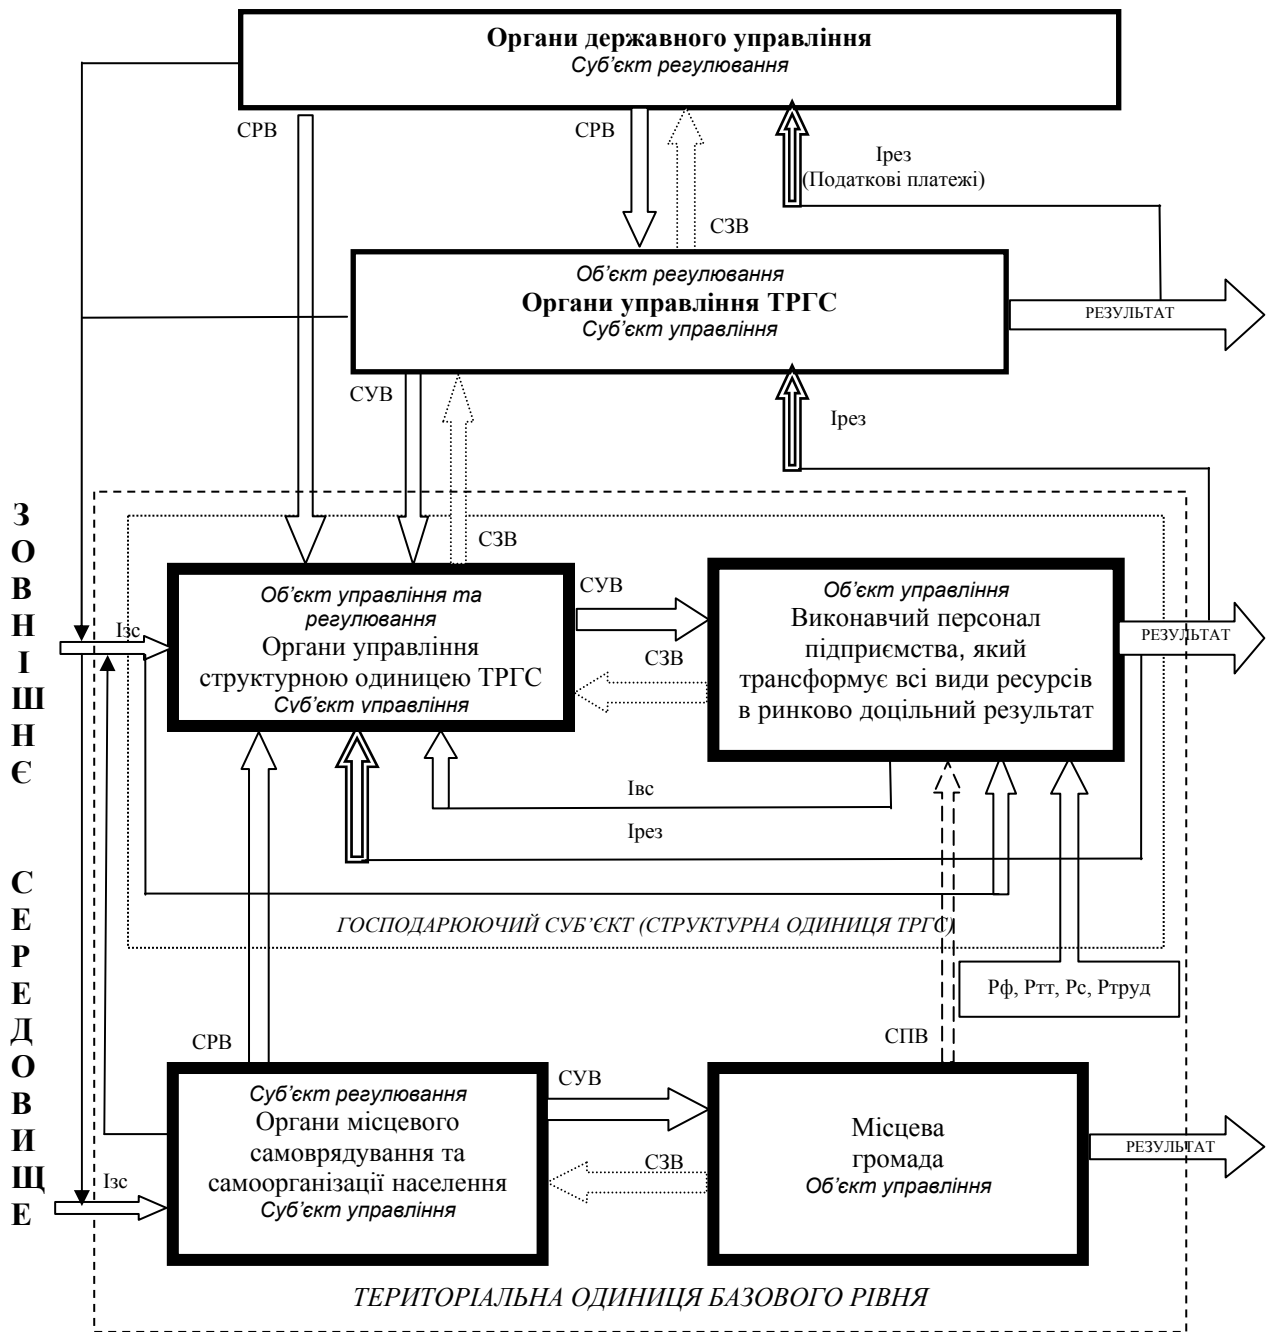 Органи державного управління
Суб’єкт регулювання
СРВ
СРВ
Ірез
(Податкові платежі)
СЗВ
Об’єкт регулювання
Органи управління ТРГС
Суб’єкт управління
РЕЗУЛЬТАТ
СУВ
Ірез
СЗВ
ЗОВНІШНЄ
СЕРЕДОВИЩЕ
Ізс
Об’єкт управління та
регулювання
Органи управління
структурною одиницею ТРГС
Суб’єкт управління
СУВ
СЗВ
Об’єкт управління
Виконавчий персонал
підприємства, який
трансформує всі види ресурсів
в ринково доцільний результат
РЕЗУЛЬТАТ
Івс
Ірез
ГОСПОДАРЮЮЧИЙ СУБ’ЄКТ (СТРУКТУРНА ОДИНИЦЯ ТРГС)
Рф, Ртт, Рс, Ртруд
СРВ
СПВ
Суб’єкт регулювання
Органи місцевого
самоврядування та
самоорганізації населення
Суб’єкт управління
СУВ
СЗВ
Місцева
громада
Об’єкт управління
РЕЗУЛЬТАТ
Ізс
ТЕРИТОРІАЛЬНА ОДИНИЦЯ БАЗОВОГО РІВНЯ